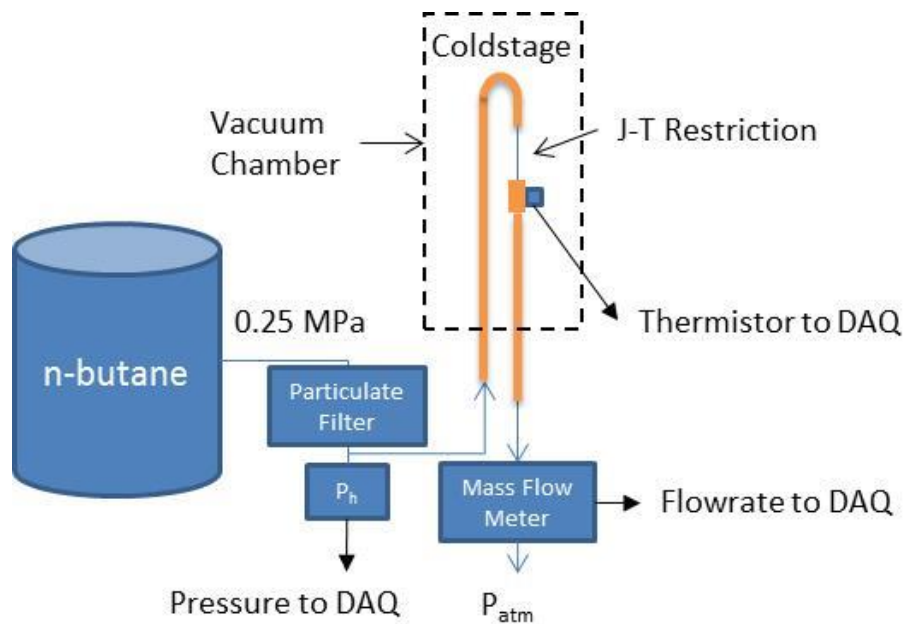 Coldstage
Vacuum
Chamber
J-T Restriction
0.25 MPa
n-butane
Thermistor to DAQ
Particulate
Filter
Pₕ
Mass Flow
Meter
Flowrate to DAQ
Pressure to DAQ
Pₐₜₘ